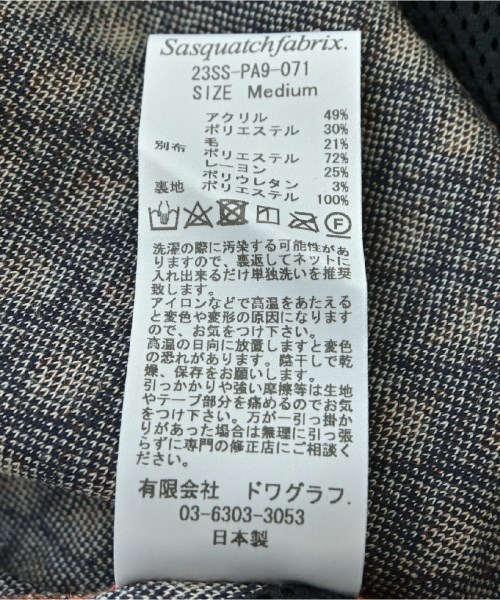 Sasquatchfabrix.
23SS-PA9-071
SIZE Medium
アクリル 49%
ポリエステル 30%
毛 21%
別布 ポリエステル 72%
レーヨン 25%
ポリウレタン 3%
裏地 ポリエステル 100%
F
洗濯の際に汚染する可能性があ
りますので、裏返してネットに
入れ出来るだけ単独洗いを推奨
致します。
アイロンなどで高温をあたえる
と変色や変形の原因になります
ので、お気をつけ下さい。
高温の日向に放置しますと変色
の恐れがあります。陰干しで乾
燥、保存をお願いします。
引っかかりや強い摩擦等は生地
やテープ部分を痛めるのでお気
をつけ下さい。万が一引っ掛か
りがあった場合は無理に引っ張
らずに専門の修正店にご相談く
ださい。
有限会社 ドワグラフ.
03-6303-3053
日本製